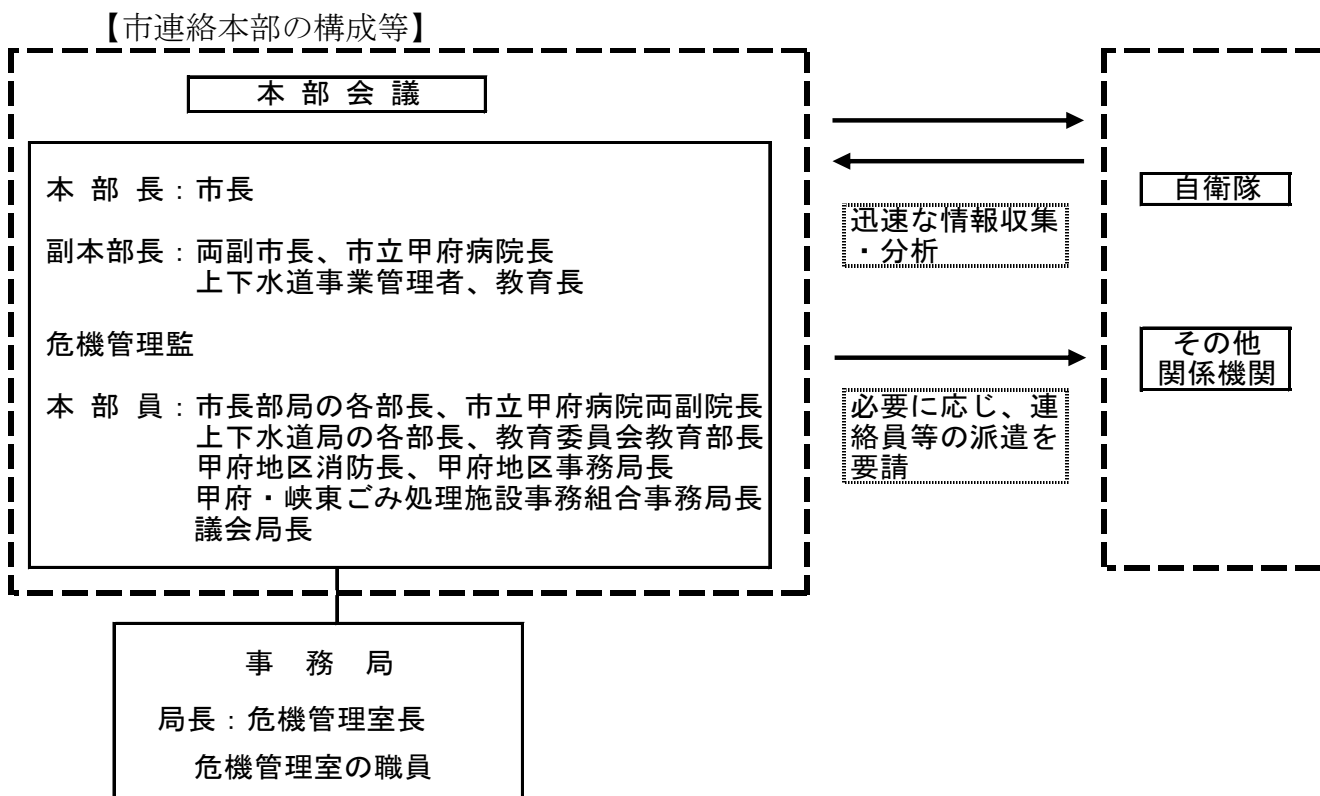 【市連絡本部の構成等】
本 部 会 議
本 部 長：市長
副本部長：両副市長、市立甲府病院長
上下水道事業管理者、教育長
危機管理監
本 部 員：市長部局の各部長、市立甲府病院両副院長
上下水道局の各部長、教育委員会教育部長
甲府地区消防長、甲府地区事務局長
甲府・峡東ごみ処理施設事務組合事務局長
議会局長
事 務 局
局長：危機管理室長
危機管理室の職員
迅速な情報収集
・分析
必要に応じ、連
絡員等の派遣を
要請
自衛隊
その他
関係機関